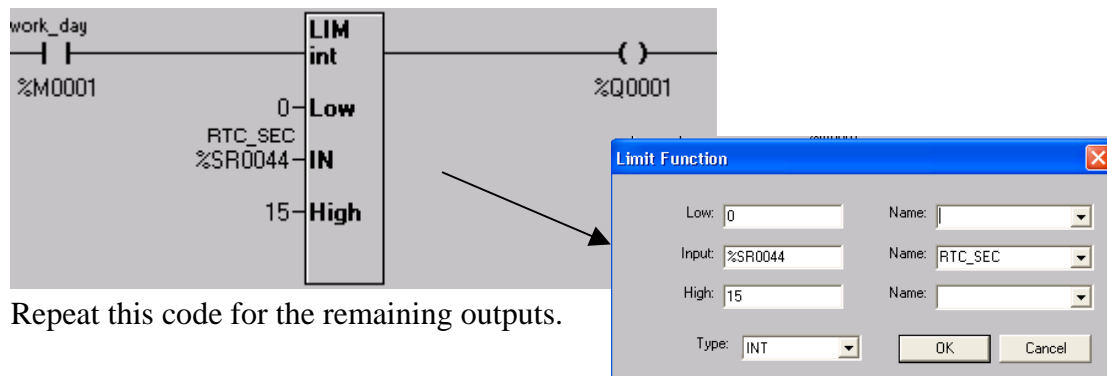 work_day
LIM
int
%M0001
( )
%Q0001
0
Low
RTC_SEC
%SR0044
IN
15
High
Limit Function
Low: 0 Name:
Input: %SR0044 Name: RTC_SEC
High: 15 Name:
Type: INT OK Cancel
Repeat this code for the remaining outputs.